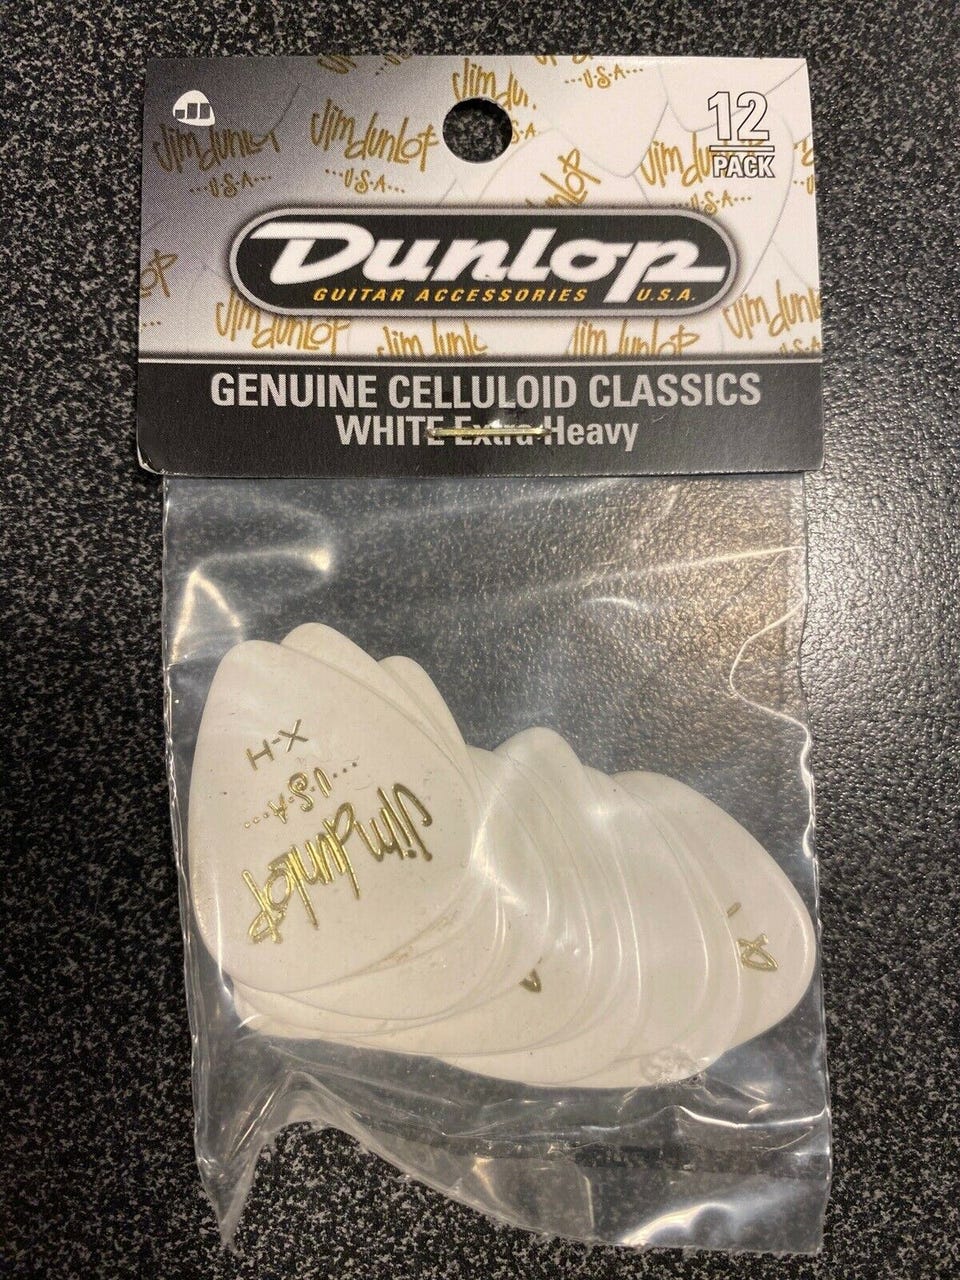 Jim dunlop
...U.S.A...
Jim dunlop
...U.S.A...
12
PACK
DUNLOP
GUITAR ACCESSORIES U.S.A.
GENUINE CELLULOID CLASSICS
WHITE Extra Heavy
X-H
...U.S.A...
Jim dunlop